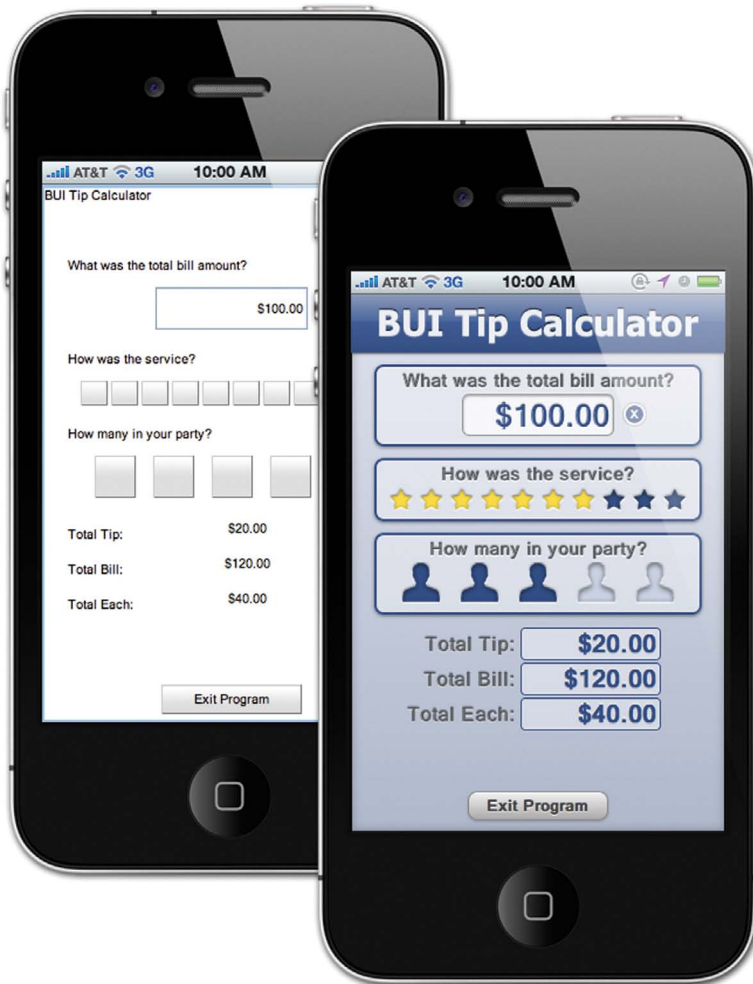 AT&T 3G 10:00 AM
BUI Tip Calculator
What was the total bill amount?
$100.00
How was the service?
How many in your party?
Total Tip: $20.00
Total Bill: $120.00
Total Each: $40.00
Exit Program
AT&T 3G 10:00 AM
BUI Tip Calculator
What was the total bill amount?
$100.00
How was the service?
How many in your party?
Total Tip: $20.00
Total Bill: $120.00
Total Each: $40.00
Exit Program